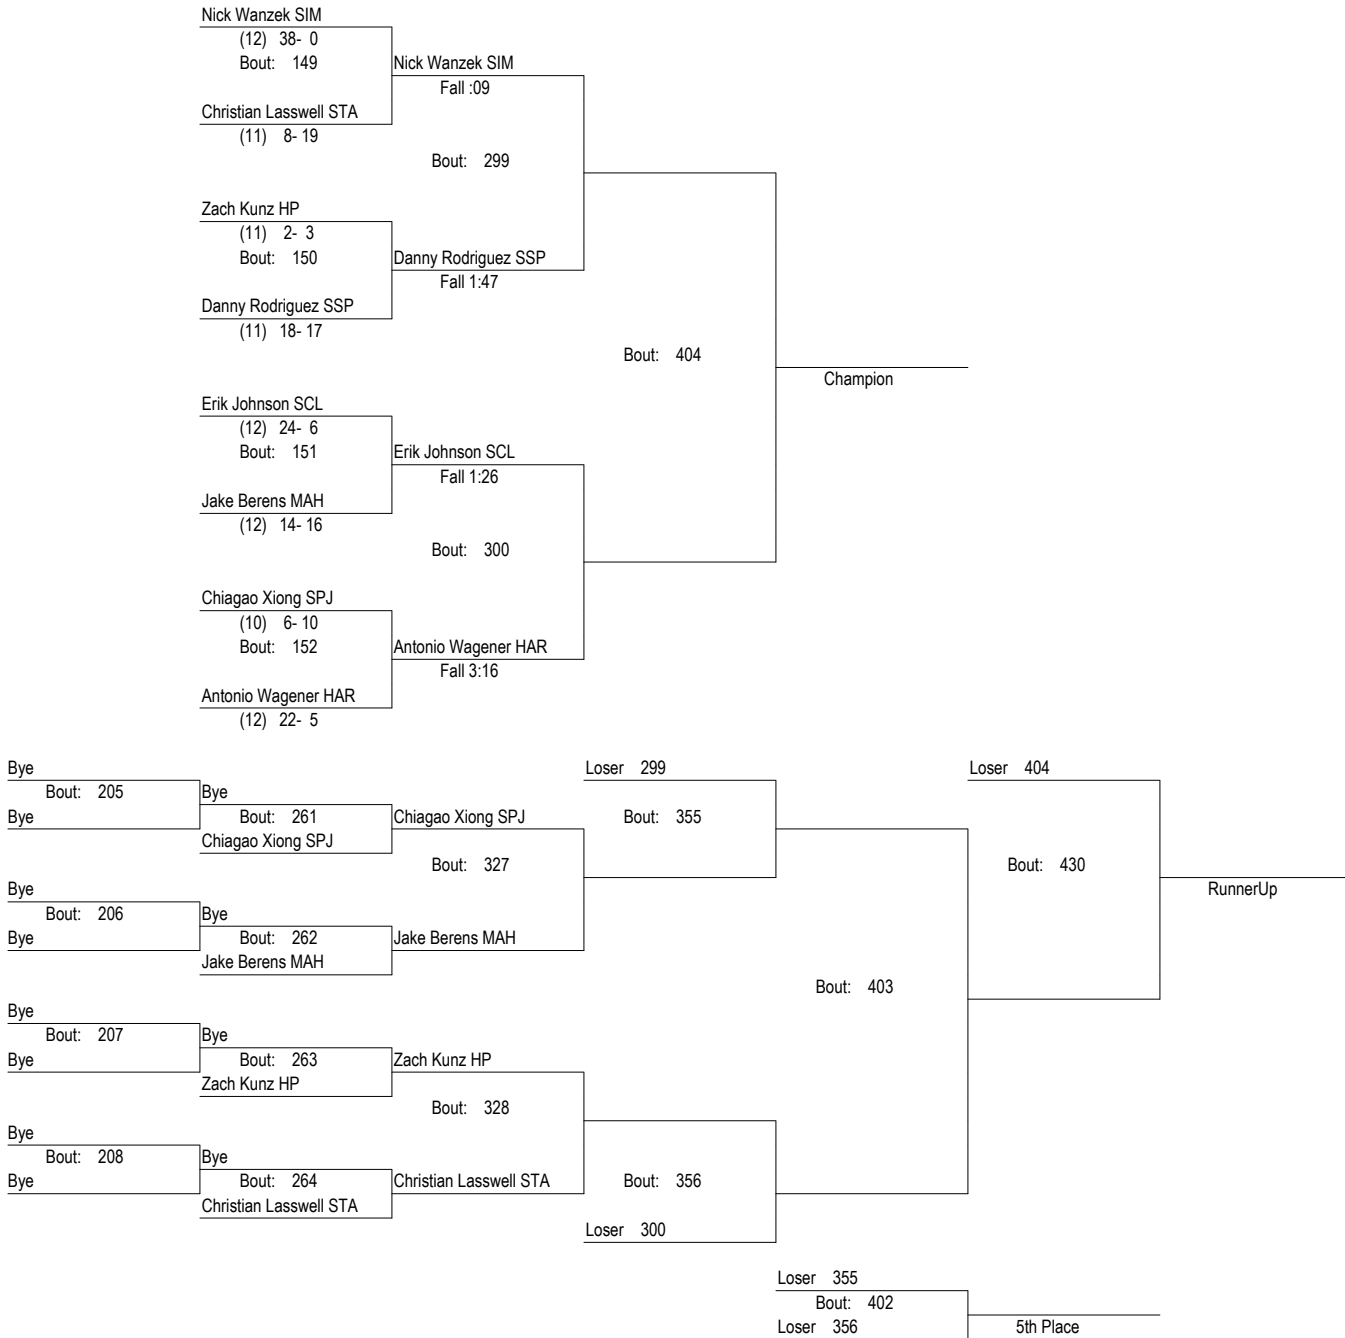 Nick Wanzek SIM
(12) 38- 0
Bout: 149
Nick Wanzek SIM
Fall :09
Christian Lasswell STA
(11) 8- 19
Bout: 299
Zach Kunz HP
(11) 2- 3
Bout: 150
Danny Rodriguez SSP
Fall 1:47
Danny Rodriguez SSP
(11) 18- 17
Bout: 404
Champion
Erik Johnson SCL
(12) 24- 6
Bout: 151
Erik Johnson SCL
Fall 1:26
Jake Berens MAH
(12) 14- 16
Bout: 300
Chiagao Xiong SPJ
(10) 6- 10
Bout: 152
Antonio Wagener HAR
Fall 3:16
Antonio Wagener HAR
(12) 22- 5
Bye
Loser 299
Loser 404
Bout: 205
Bye
Bye
Bout: 261
Chiagao Xiong SPJ
Bout: 355
Chiagao Xiong SPJ
Bout: 327
Bout: 430
Bye
RunnerUp
Bout: 206
Bye
Bye
Bout: 262
Jake Berens MAH
Jake Berens MAH
Bout: 403
Bye
Bout: 207
Bye
Bye
Bout: 263
Zach Kunz HP
Zach Kunz HP
Bout: 328
Bye
Bout: 208
Bye
Bye
Bout: 264
Christian Lasswell STA
Bout: 356
Christian Lasswell STA
Loser 300
Loser 355
Bout: 402
Loser 356
5th Place